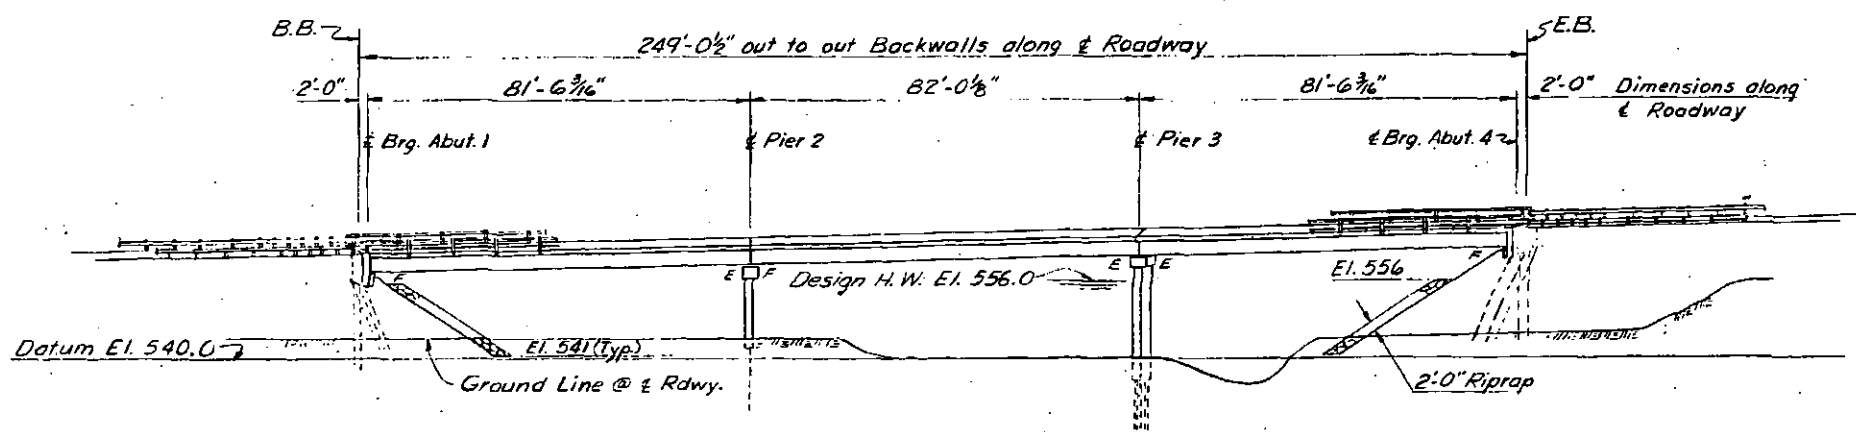 B.B.
E.B.
249'-0½" out to out Backwalls along ℄ Roadway
2'-0"
81'-6 3/16"
82'-0⅛"
81'-6 3/16"
2'-0" Dimensions along
℄ Roadway
℄ Brg. Abut. 1
℄ Pier 2
℄ Pier 3
℄ Brg. Abut. 4
F
E F
Design H.W. El. 556.0
E E
El. 556
F
Datum El. 540.0
El. 541 (Typ.)
Ground Line @ ℄ Rdwy.
2'-0" Riprap